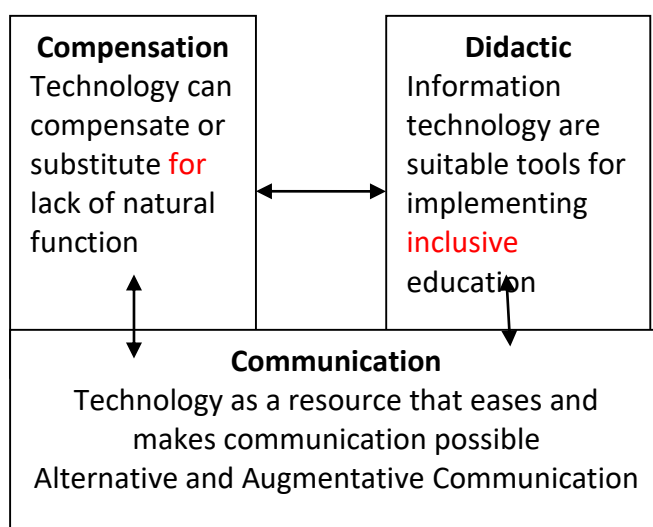 Compensation
Technology can
compensate or
substitute for
lack of natural
function
Didactic
Information
technology are
suitable tools for
implementing
inclusive
education
Communication
Technology as a resource that eases and
makes communication possible
Alternative and Augmentative Communication